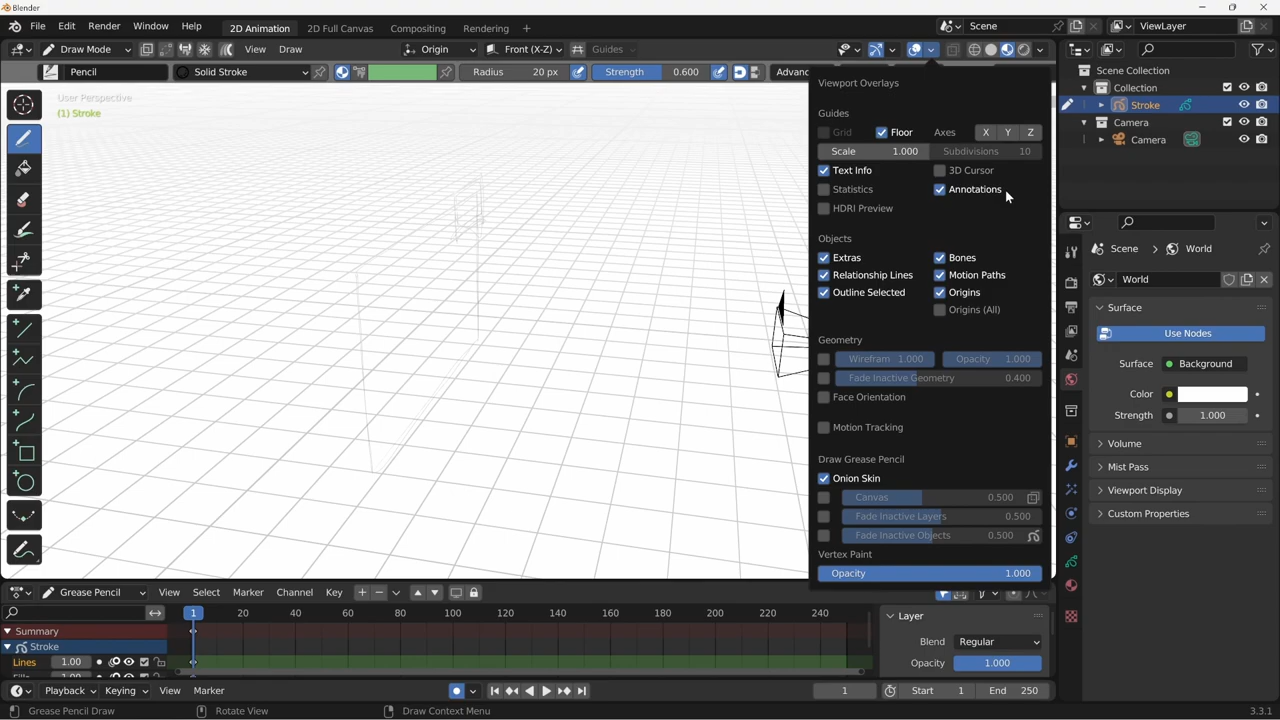 Blender
File Edit Render Window Help 2D Animation 2D Full Canvas Compositing Rendering + Scene ViewLayer
Draw Mode View Draw Origin Front (X-Z) Guides
Pencil Solid Stroke Radius 20 px Strength 0.600 Advanc
User Perspective
(1) Stroke
Viewport Overlays
Guides
Grid Floor Axes X Y Z
Scale 1.000 Subdivisions 10
Text Info 3D Cursor
Statistics Annotations
HDRI Preview
Objects
Extras Bones
Relationship Lines Motion Paths
Outline Selected Origins
Origins (All)
Geometry
Wirefram 1.000 Opacity 1.000
Fade Inactive Geometry 0.400
Face Orientation
Motion Tracking
Draw Grease Pencil
Onion Skin
Canvas 0.500
Fade Inactive Layers 0.500
Fade Inactive Objects 0.500
Vertex Paint
Opacity 1.000
Scene Collection
Collection
Stroke
Camera
Camera
Scene > World
World
Surface
Use Nodes
Surface Background
Color
Strength 1.000
Volume
Mist Pass
Viewport Display
Custom Properties
Grease Pencil View Select Marker Channel Key
1 20 40 60 80 100 120 140 160 180 200 220 240
Summary
Stroke
Lines 1.00
Layer
Blend Regular
Opacity 1.000
Playback Keying View Marker 1 Start 1 End 250
Grease Pencil Draw Rotate View Draw Context Menu 3.3.1